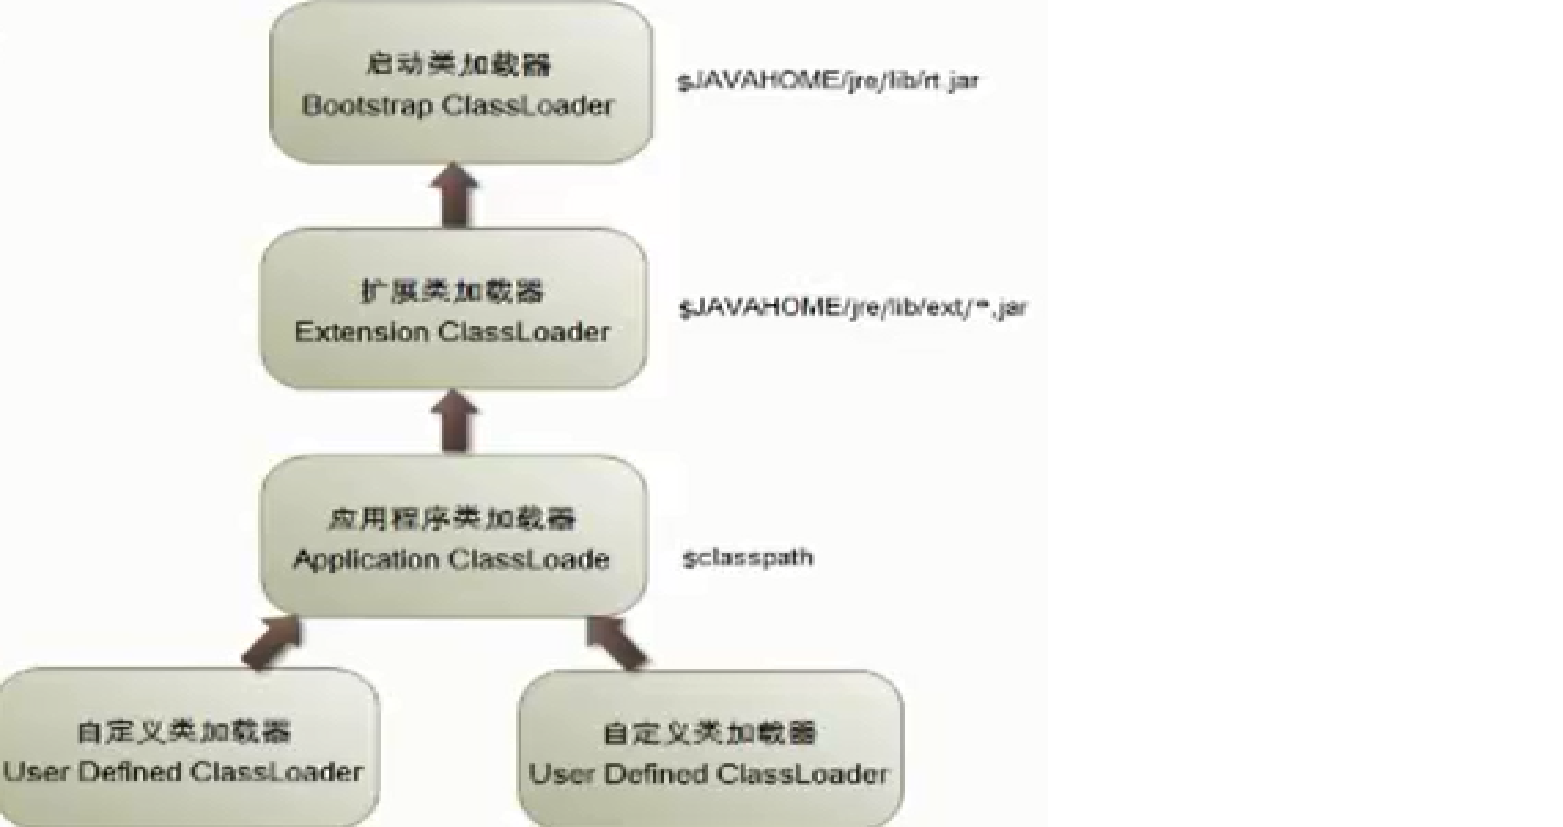 启动类加载器
Bootstrap ClassLoader
$JAVAHOME/jre/lib/rt.jar
扩展类加载器
Extension ClassLoader
$JAVAHOME/jre/lib/ext/*.jar
应用程序类加载器
Application ClassLoade
$classpath
自定义类加载器
User Defined ClassLoader
自定义类加载器
User Defined ClassLoader